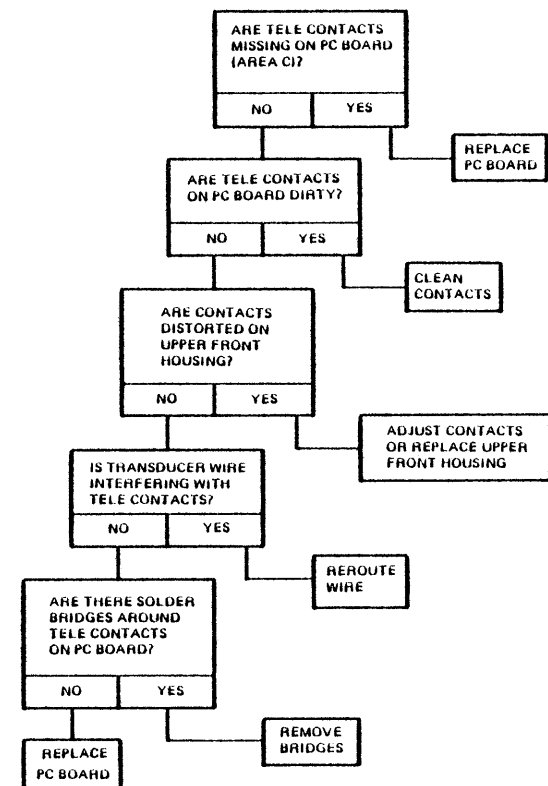 ARE TELE CONTACTS
MISSING ON PC BOARD
(AREA C)?
NO YES
REPLACE
PC BOARD
ARE TELE CONTACTS
ON PC BOARD DIRTY?
NO YES
CLEAN
CONTACTS
ARE CONTACTS
DISTORTED ON
UPPER FRONT
HOUSING?
NO YES
ADJUST CONTACTS
OR REPLACE UPPER
FRONT HOUSING
IS TRANSDUCER WIRE
INTERFERING WITH
TELE CONTACTS?
NO YES
REROUTE
WIRE
ARE THERE SOLDER
BRIDGES AROUND
TELE CONTACTS
ON PC BOARD?
NO YES
REMOVE
BRIDGES
REPLACE
PC BOARD